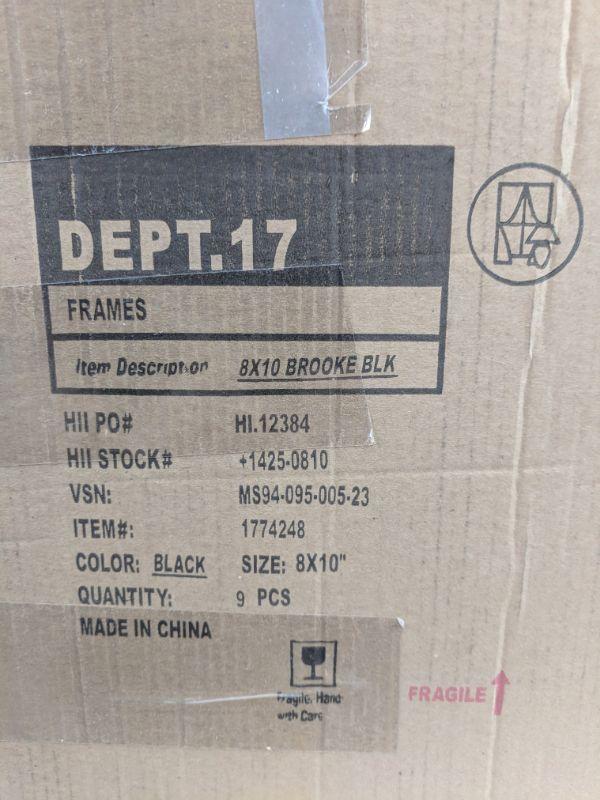 DEPT.17
FRAMES
Item Description 8X10 BROOKE BLK
HII PO# HI.12384
HII STOCK# +1425-0810
VSN: MS94-095-005-23
ITEM#: 1774248
COLOR: BLACK SIZE: 8X10"
QUANTITY: 9 PCS
MADE IN CHINA
Fragile. Hand
with Care
FRAGILE